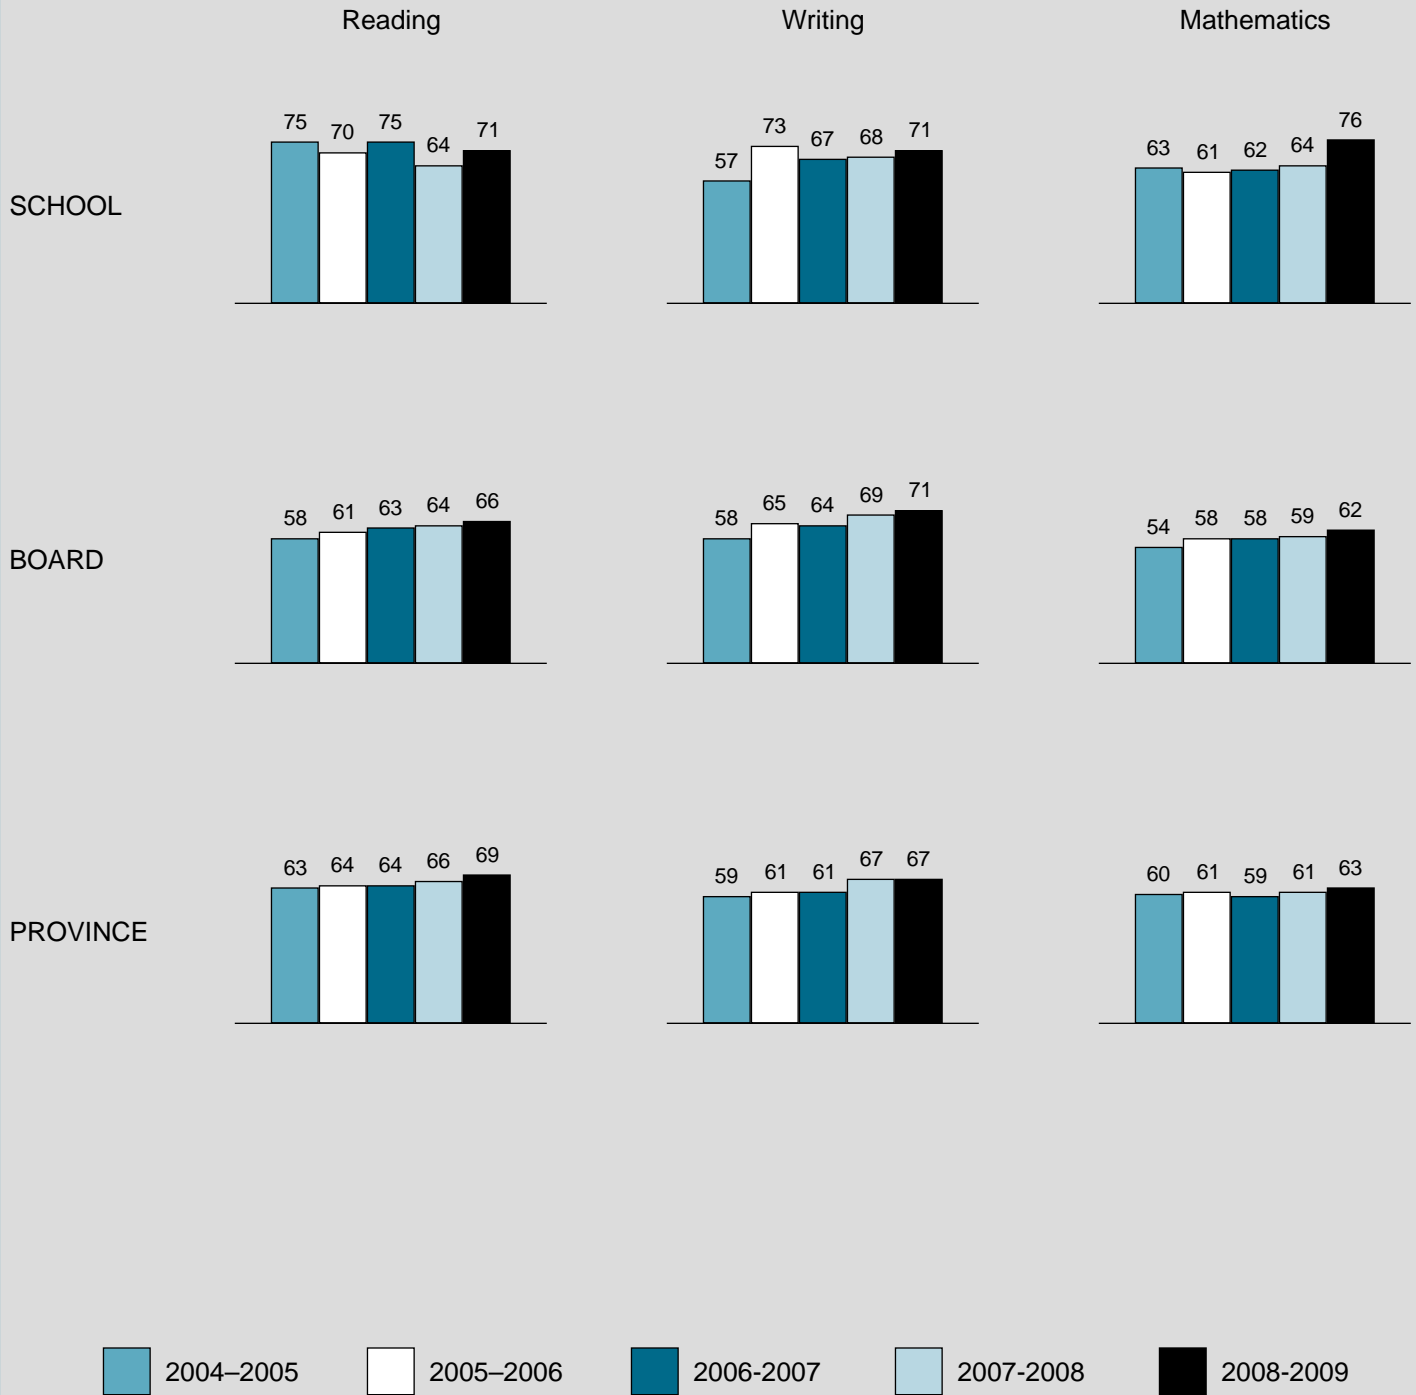 Reading Writing Mathematics
SCHOOL
75 70 75 64 71
57 73 67 68 71
63 61 62 64 76
BOARD
58 61 63 64 66
58 65 64 69 71
54 58 58 59 62
PROVINCE
63 64 64 66 69
59 61 61 67 67
60 61 59 61 63
2004–2005 2005–2006 2006-2007 2007-2008 2008-2009